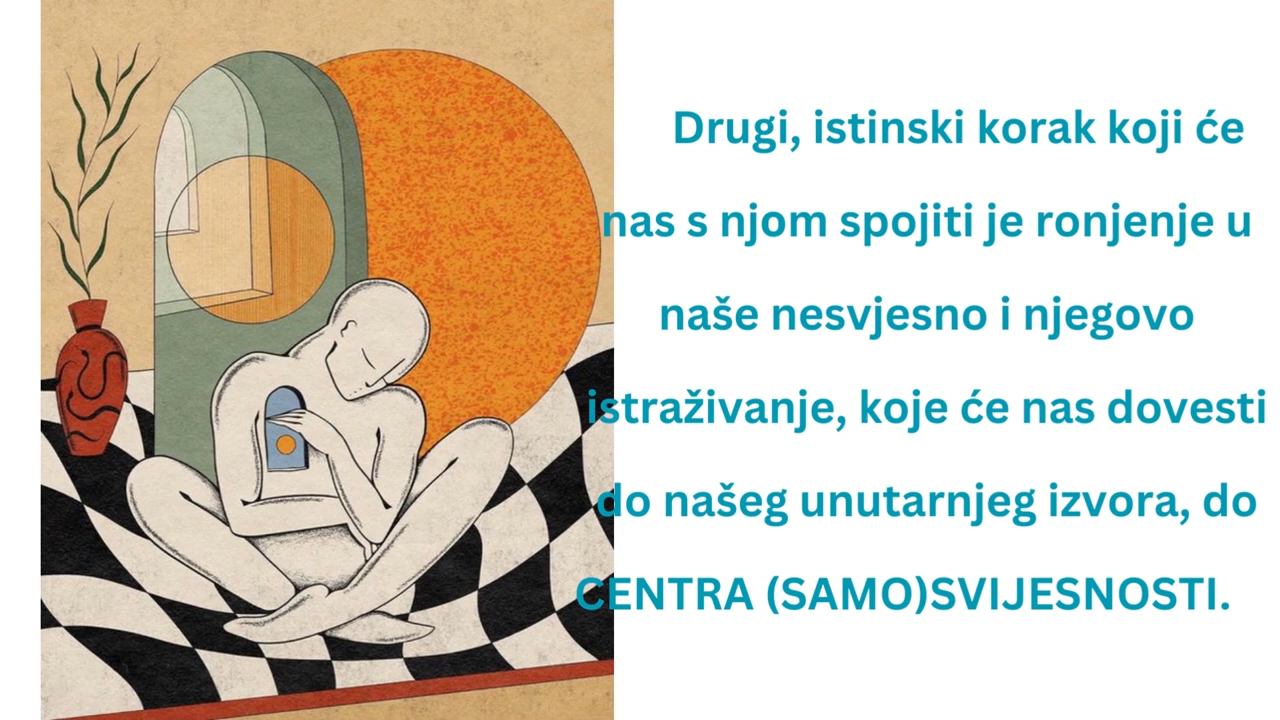 Drugi, istinski korak koji će
nas s njom spojiti je ronjenje u
naše nesvjesno i njegovo
istraživanje, koje će nas dovesti
do našeg unutarnjeg izvora, do
CENTRA (SAMO)SVIJESNOSTI.